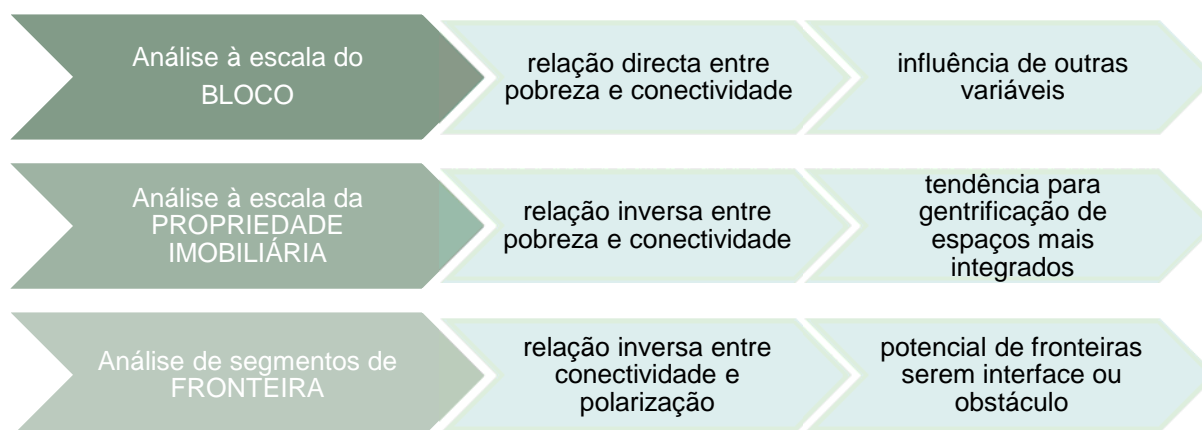 Análise à escala do
BLOCO
relação directa entre
pobreza e conectividade
influência de outras
variáveis
Análise à escala da
PROPRIEDADE
IMOBILIÁRIA
relação inversa entre
pobreza e conectividade
tendência para
gentrificação de
espaços mais
integrados
Análise de segmentos de
FRONTEIRA
relação inversa entre
conectividade e
polarização
potencial de fronteiras
serem interface ou
obstáculo